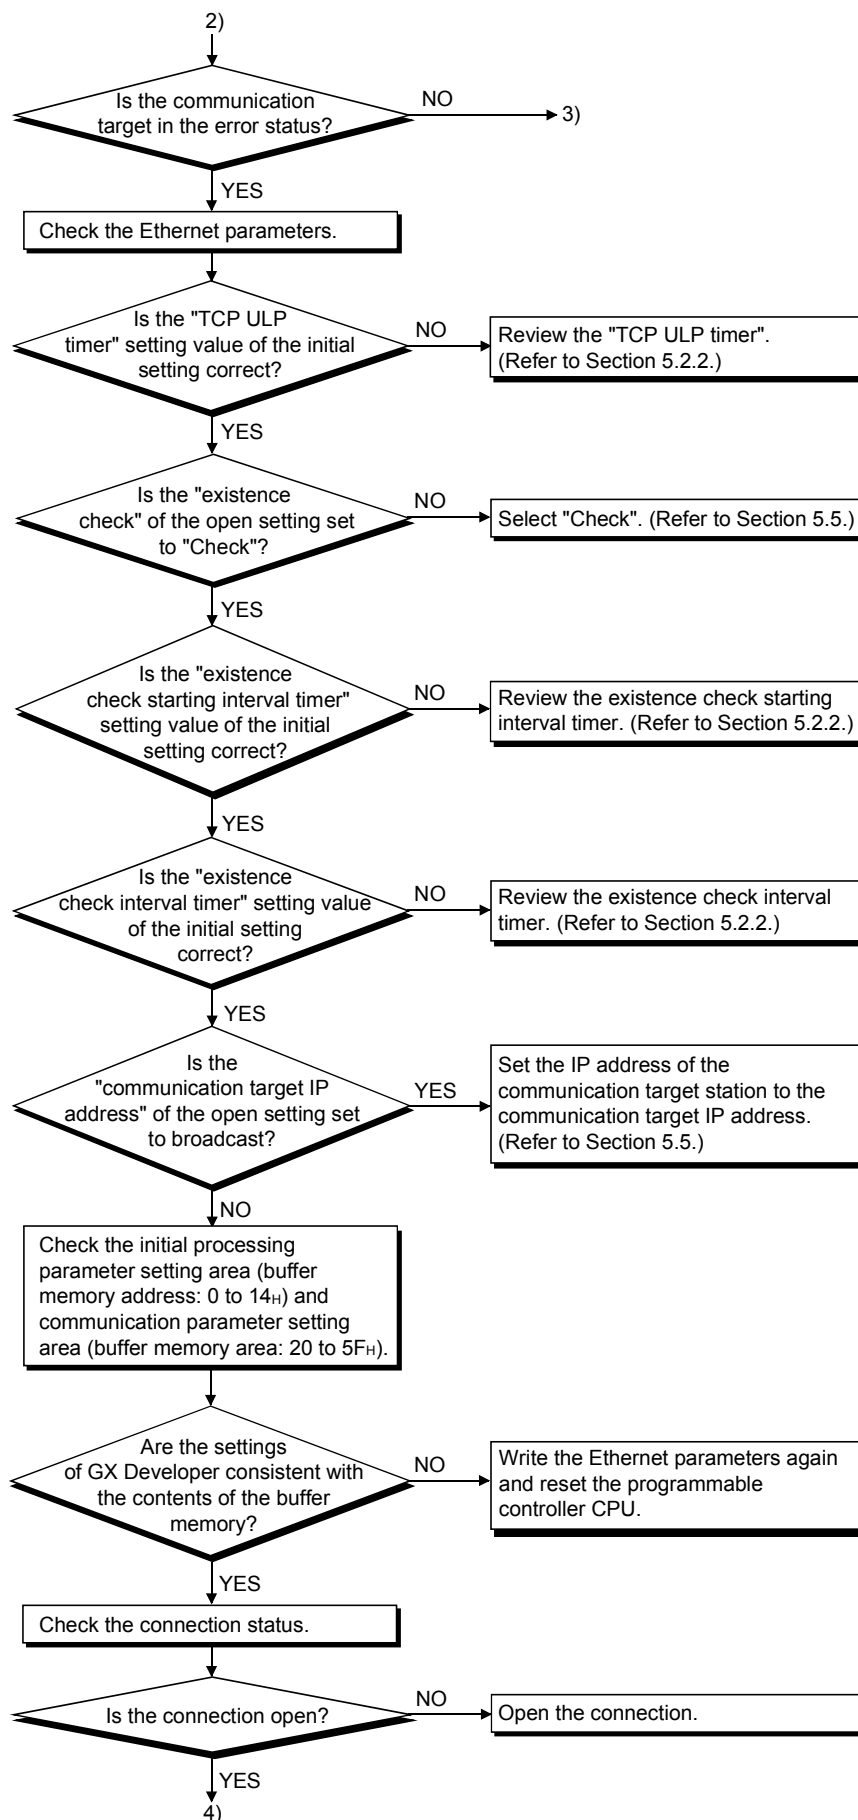 2)
Is the communication
target in the error status?
NO
3)
YES
Check the Ethernet parameters.
Is the "TCP ULP
timer" setting value of the initial
setting correct?
NO
Review the "TCP ULP timer".
(Refer to Section 5.2.2.)
YES
Is the "existence
check" of the open setting set
to "Check"?
NO
Select "Check". (Refer to Section 5.5.)
YES
Is the "existence
check starting interval timer"
setting value of the initial
setting correct?
NO
Review the existence check starting
interval timer. (Refer to Section 5.2.2.)
YES
Is the "existence
check interval timer" setting value
of the initial setting
correct?
NO
Review the existence check interval
timer. (Refer to Section 5.2.2.)
YES
Is the
"communication target IP
address" of the open setting set
to broadcast?
YES
Set the IP address of the
communication target station to the
communication target IP address.
(Refer to Section 5.5.)
NO
Check the initial processing
parameter setting area (buffer
memory address: 0 to 14H) and
communication parameter setting
area (buffer memory area: 20 to 5FH).
Are the settings
of GX Developer consistent with
the contents of the buffer
memory?
NO
Write the Ethernet parameters again
and reset the programmable
controller CPU.
YES
Check the connection status.
Is the connection open?
NO
Open the connection.
YES
4)